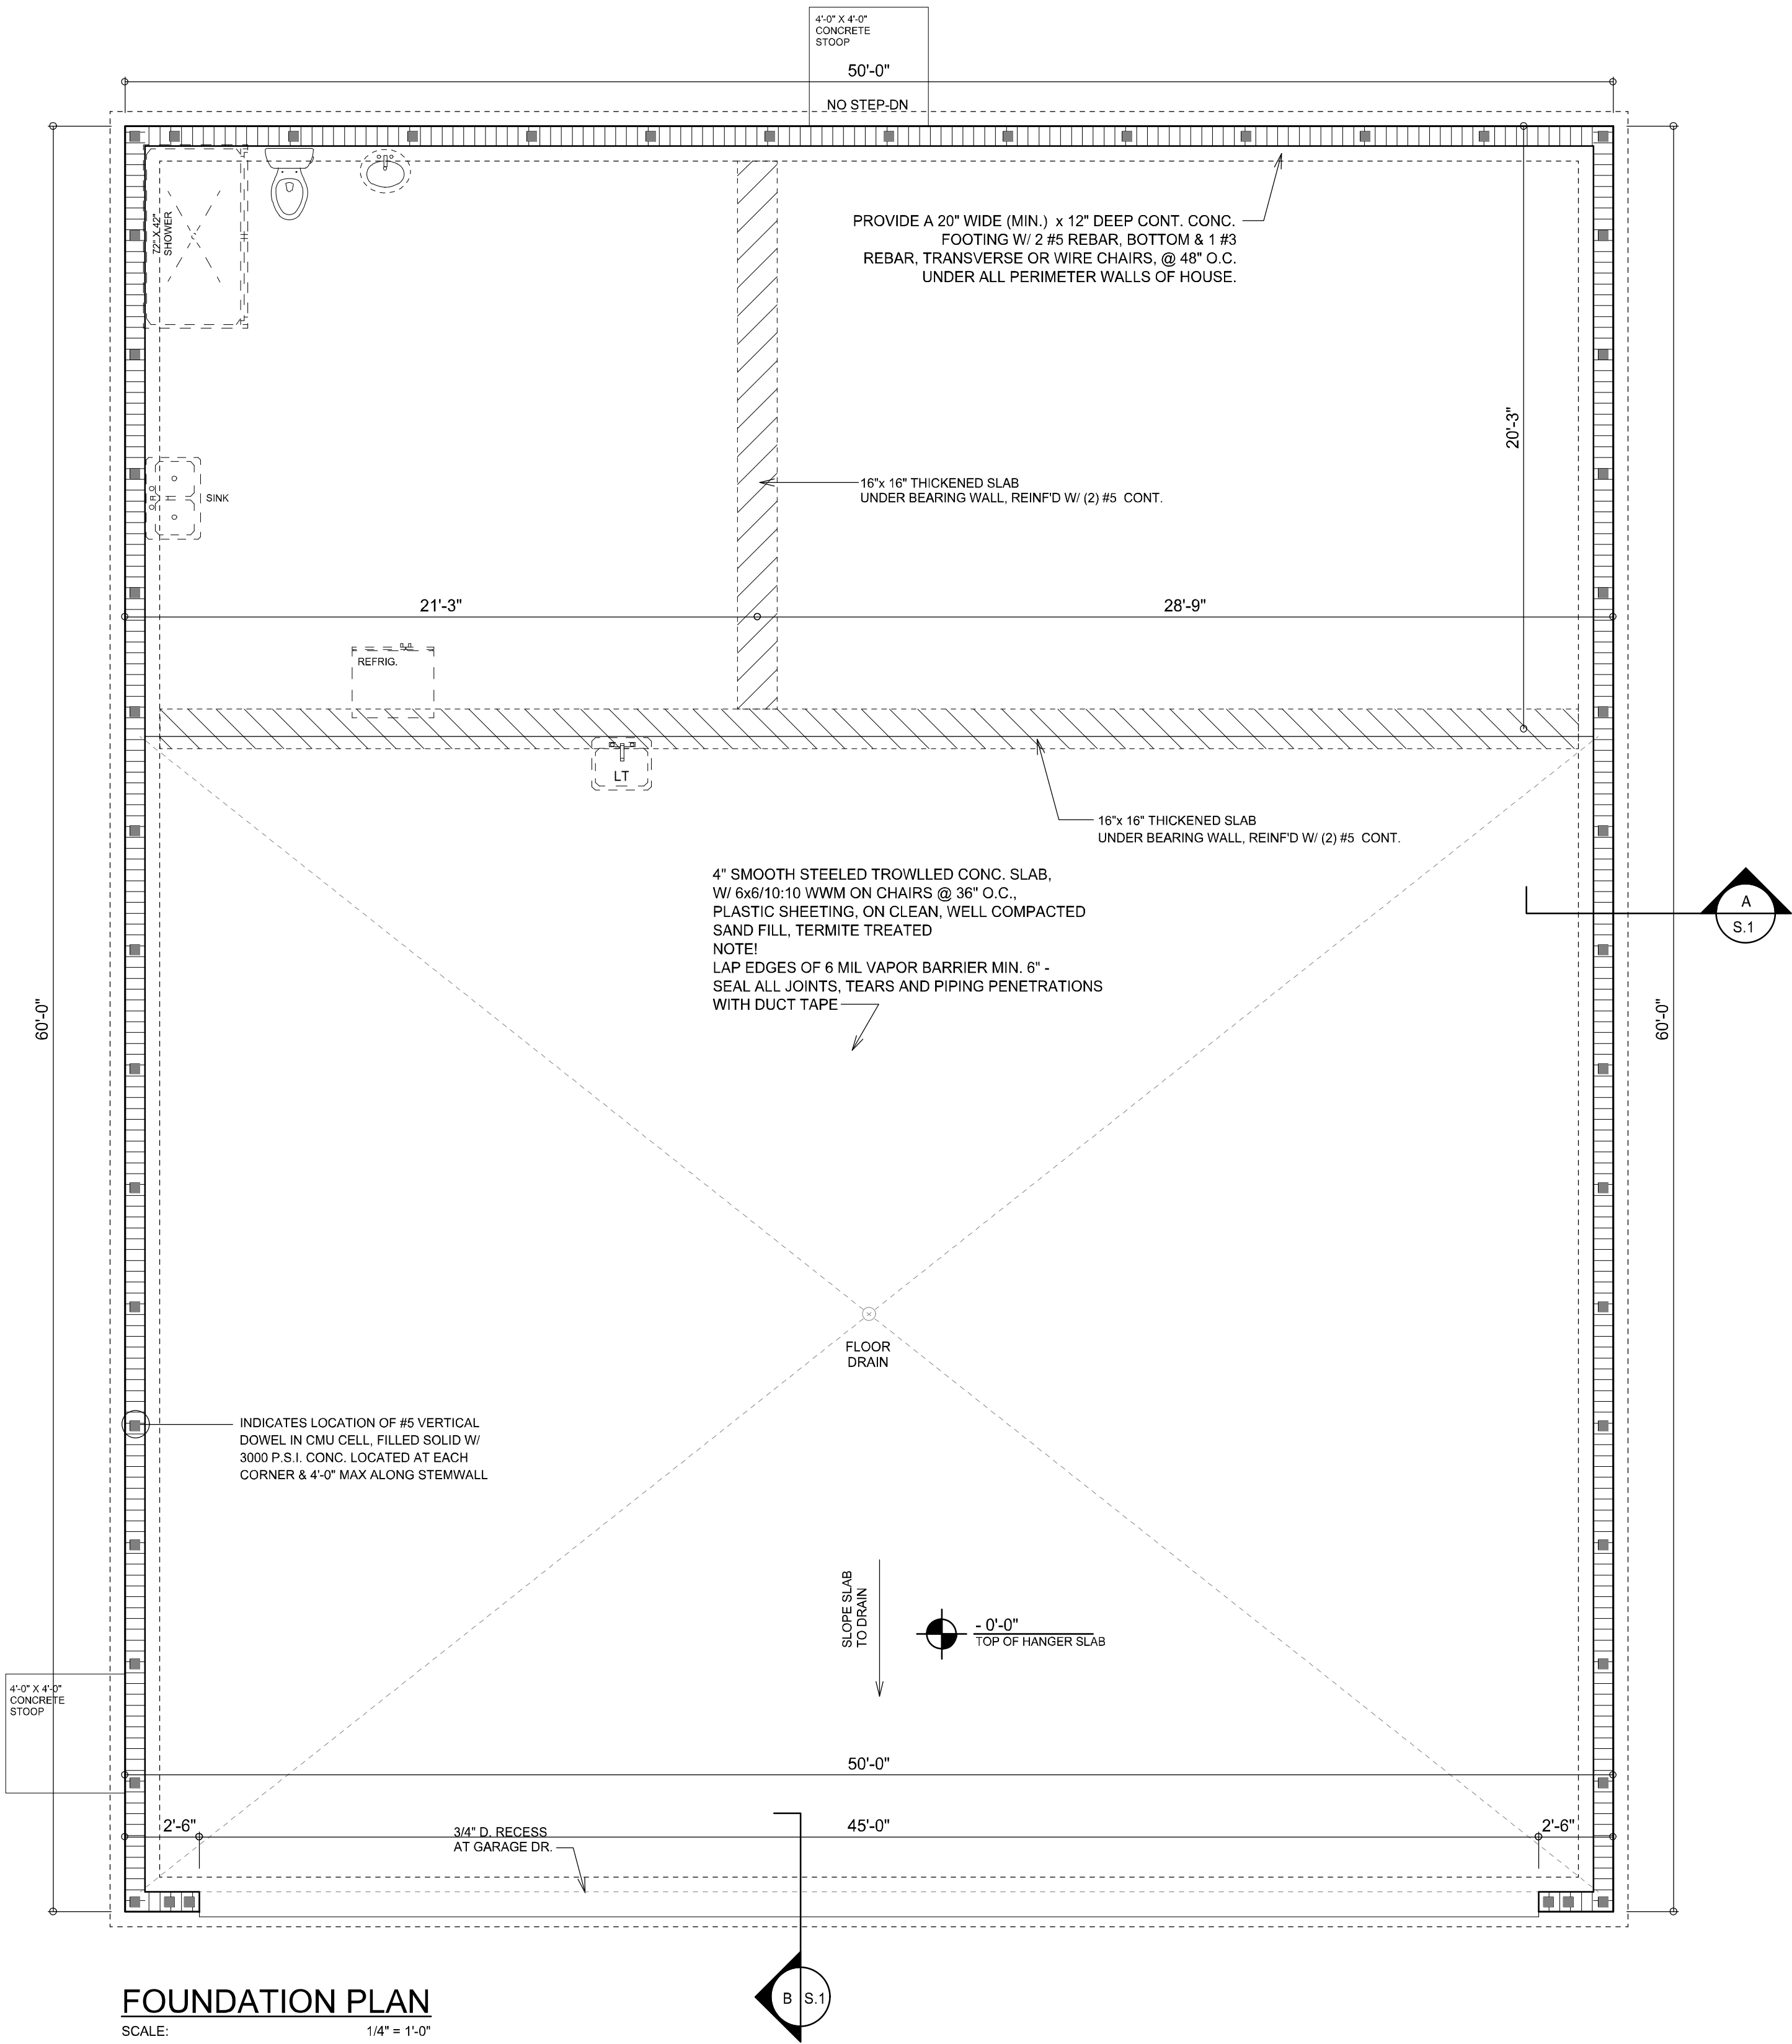 4'-0" X 4'-0"
CONCRETE
STOOP
50'-0"
NO STEP-DN
72" X 42"
SHOWER
PROVIDE A 20" WIDE (MIN.) x 12" DEEP CONT. CONC.
FOOTING W/ 2 #5 REBAR, BOTTOM & 1 #3
REBAR, TRANSVERSE OR WIRE CHAIRS, @ 48" O.C.
UNDER ALL PERIMETER WALLS OF HOUSE.
20'-3"
16"x 16" THICKENED SLAB
UNDER BEARING WALL, REINF'D W/ (2) #5 CONT.
SINK
21'-3"
28'-9"
REFRIG.
LT
16"x 16" THICKENED SLAB
UNDER BEARING WALL, REINF'D W/ (2) #5 CONT.
4" SMOOTH STEELED TROWLLED CONC. SLAB,
W/ 6x6/10:10 WWM ON CHAIRS @ 36" O.C.,
PLASTIC SHEETING, ON CLEAN, WELL COMPACTED
SAND FILL, TERMITE TREATED
NOTE!
LAP EDGES OF 6 MIL VAPOR BARRIER MIN. 6" -
SEAL ALL JOINTS, TEARS AND PIPING PENETRATIONS
WITH DUCT TAPE
A
S.1
60'-0"
60'-0"
FLOOR
DRAIN
INDICATES LOCATION OF #5 VERTICAL
DOWEL IN CMU CELL, FILLED SOLID W/
3000 P.S.I. CONC. LOCATED AT EACH
CORNER & 4'-0" MAX ALONG STEMWALL
SLOPE SLAB
TO DRAIN
- 0'-0"
TOP OF HANGER SLAB
4'-0" X 4'-0"
CONCRETE
STOOP
50'-0"
2'-6"
45'-0"
2'-6"
3/4" D. RECESS
AT GARAGE DR.
B S.1
FOUNDATION PLAN
SCALE: 1/4" = 1'-0"